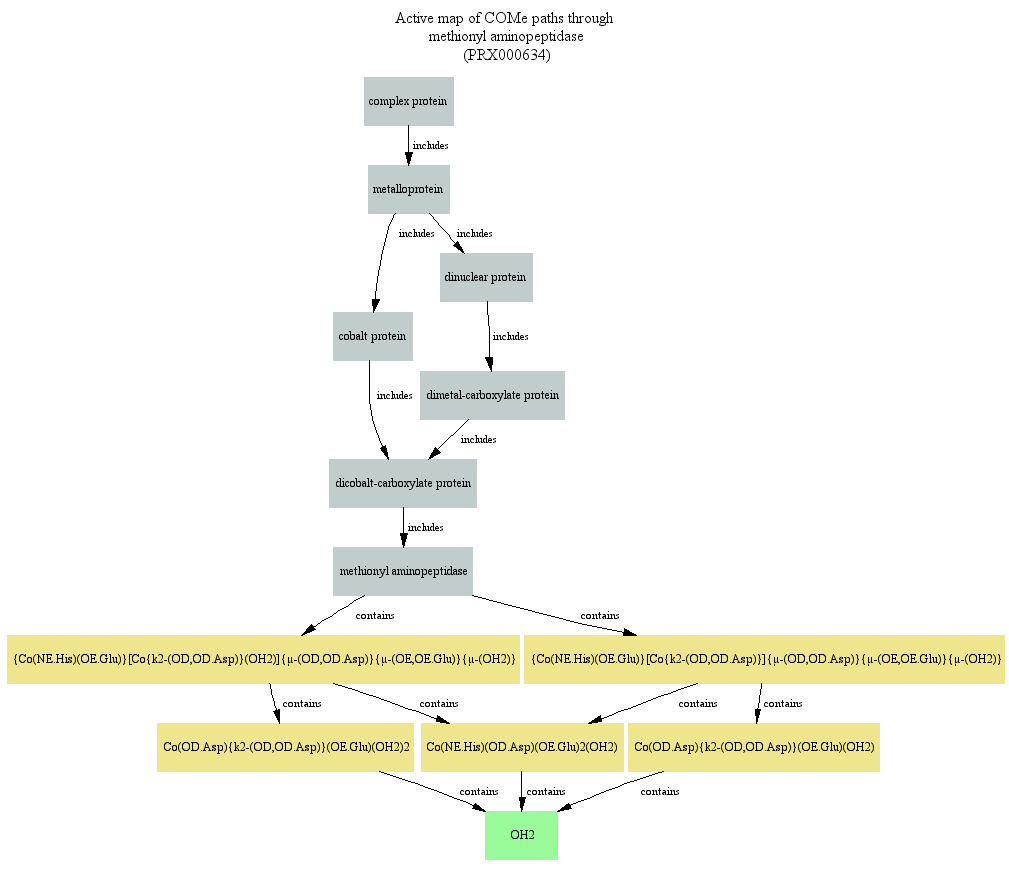 Active map of COMe paths through
methionyl aminopeptidase
(PRX000634)
complex protein
includes
metalloprotein
includes
includes
dinuclear protein
cobalt protein
includes
includes
dimetal-carboxylate protein
includes
dicobalt-carboxylate protein
includes
methionyl aminopeptidase
contains
contains
{Co(NE.His)(OE.Glu)}[Co{k2-(OD,OD.Asp)}(OH2)]{μ-(OD,OD.Asp)}{μ-(OE,OE.Glu)}{μ-(OH2)}
{Co(NE.His)(OE.Glu)}[Co{k2-(OD,OD.Asp)}]{μ-(OD,OD.Asp)}{μ-(OE,OE.Glu)}{μ-(OH2)}
contains
contains
contains
contains
Co(OD.Asp){k2-(OD,OD.Asp)}(OE.Glu)(OH2)2
Co(NE.His)(OD.Asp)(OE.Glu)2(OH2)
Co(OD.Asp){k2-(OD,OD.Asp)}(OE.Glu)(OH2)
contains
contains
contains
OH2